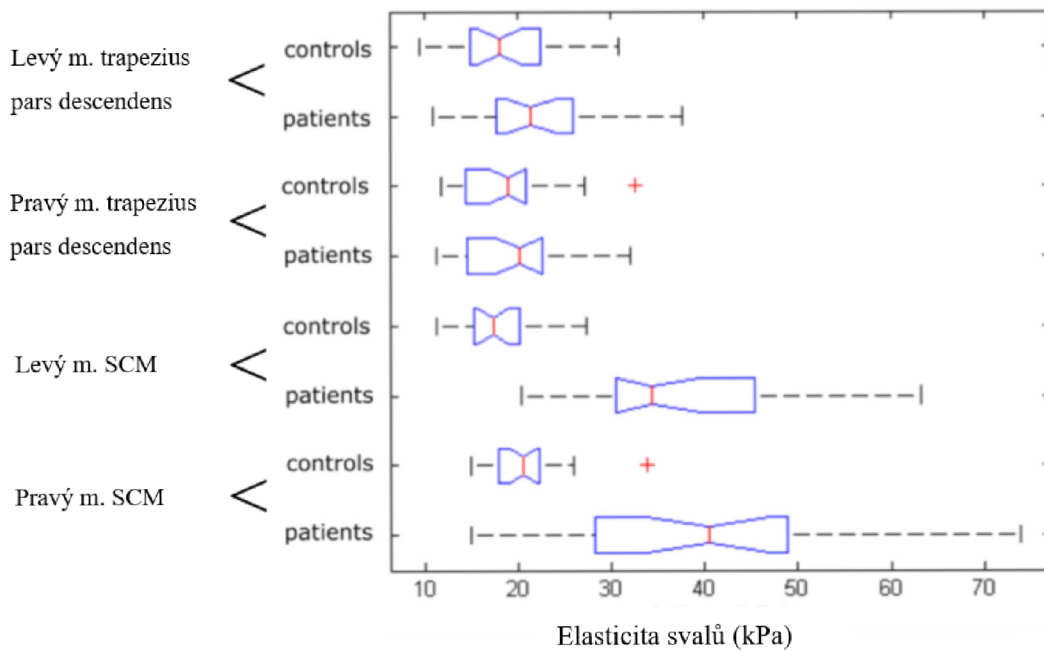 Levý m. trapezius
pars descendens
controls
patients
Pravý m. trapezius
pars descendens
controls
patients
Levý m. SCM
controls
patients
Pravý m. SCM
controls
patients
10 20 30 40 50 60 70
Elasticita svalů (kPa)